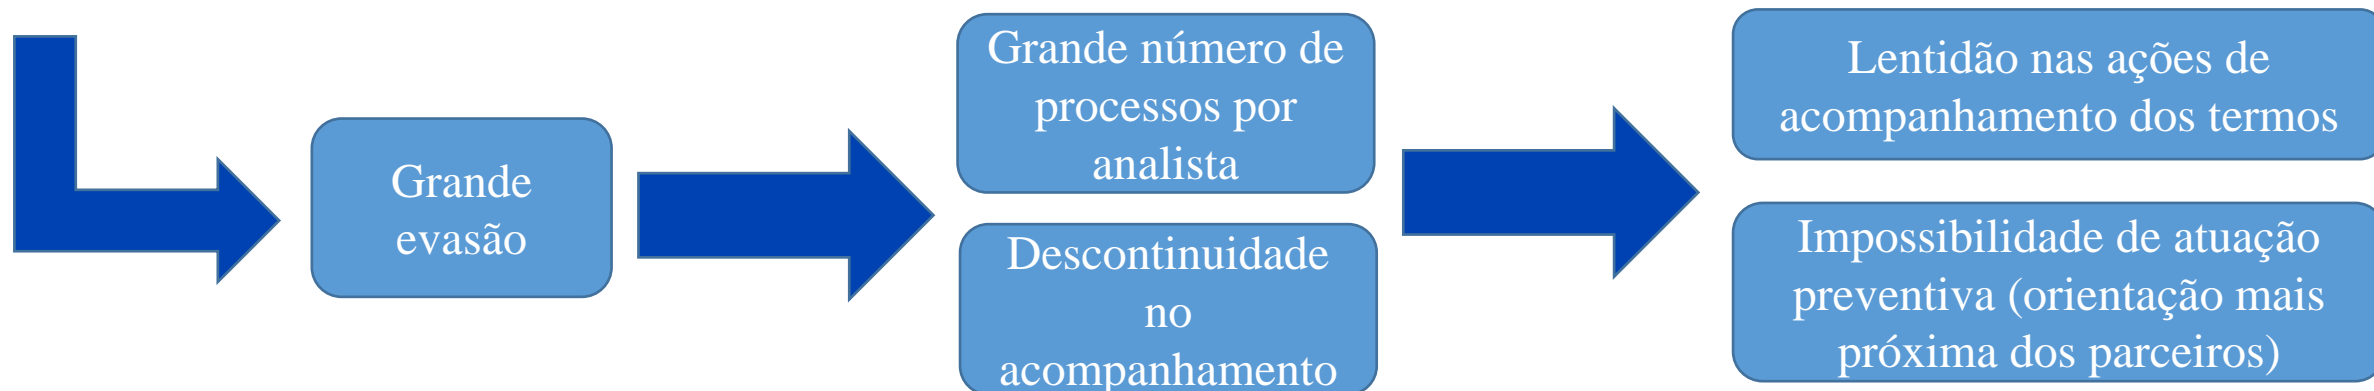 Grande
evasão
Grande número de
processos por
analista
Descontinuidade
no
acompanhamento
Lentidão nas ações de
acompanhamento dos termos
Impossibilidade de atuação
preventiva (orientação mais
próxima dos parceiros)